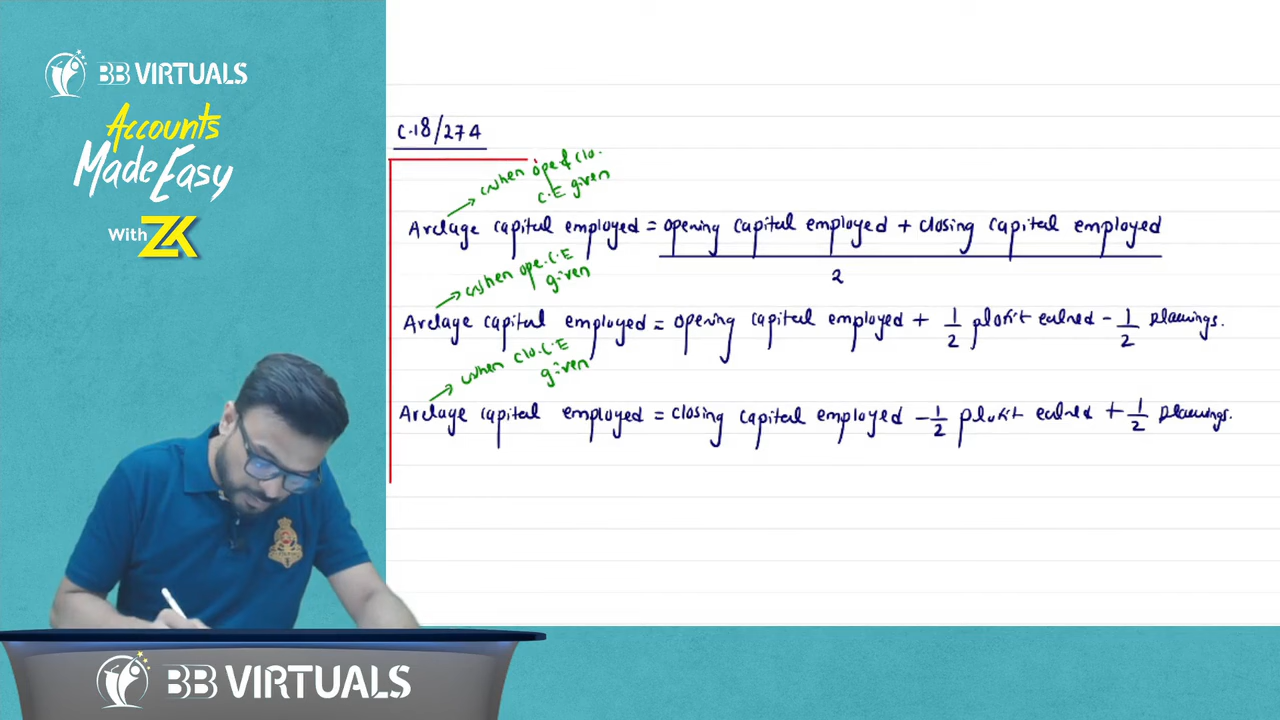 BB VIRTUALS
Accounts
Made Easy
With ZK
C.18/274
when ope & clo.
C.E given
Average capital employed = opening capital employed + closing capital employed
2
when ope. C.E
given
Average capital employed = opening capital employed + 1/2 profit earned - 1/2 drawings.
when clo. C.E
given
Average capital employed = closing capital employed - 1/2 profit earned + 1/2 drawings.
BB VIRTUALS